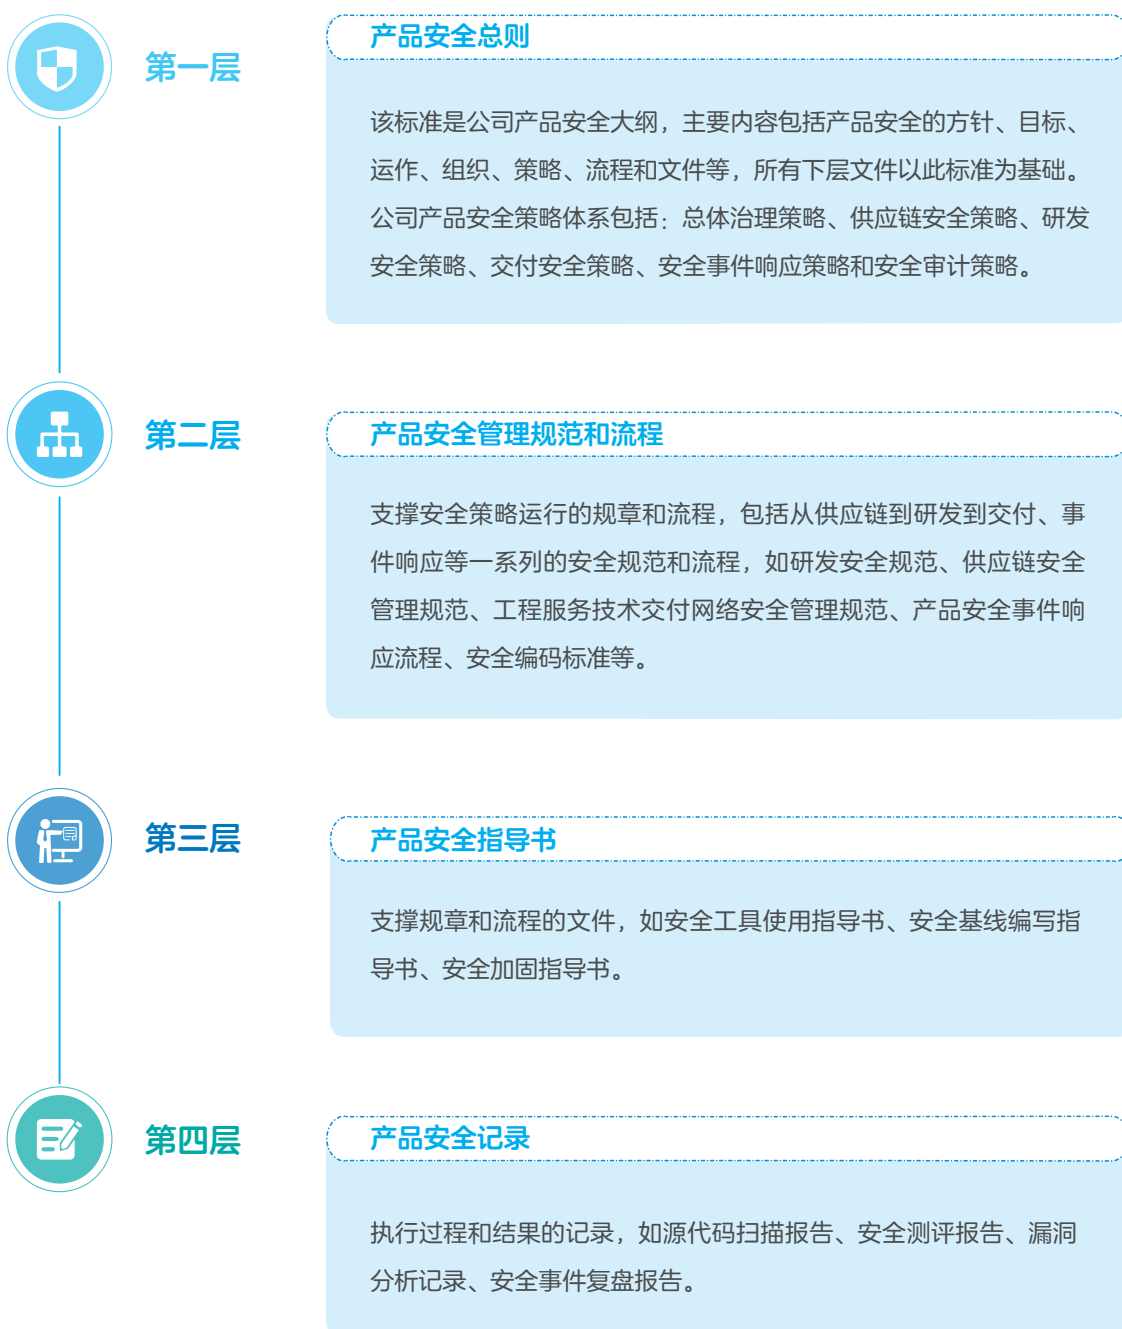 第一层
产品安全总则
该标准是公司产品安全大纲，主要内容包括产品安全的方针、目标、
运作、组织、策略、流程和文件等，所有下层文件以此标准为基础。
公司产品安全策略体系包括：总体治理策略、供应链安全策略、研发
安全策略、交付安全策略、安全事件响应策略和安全审计策略。
第二层
产品安全管理规范和流程
支撑安全策略运行的规章和流程，包括从供应链到研发到交付、事
件响应等一系列的安全规范和流程，如研发安全规范、供应链安全
管理规范、工程服务技术交付网络安全管理规范、产品安全事件响
应流程、安全编码标准等。
第三层
产品安全指导书
支撑规章和流程的文件，如安全工具使用指导书、安全基线编写指
导书、安全加固指导书。
第四层
产品安全记录
执行过程和结果的记录，如源代码扫描报告、安全测评报告、漏洞
分析记录、安全事件复盘报告。